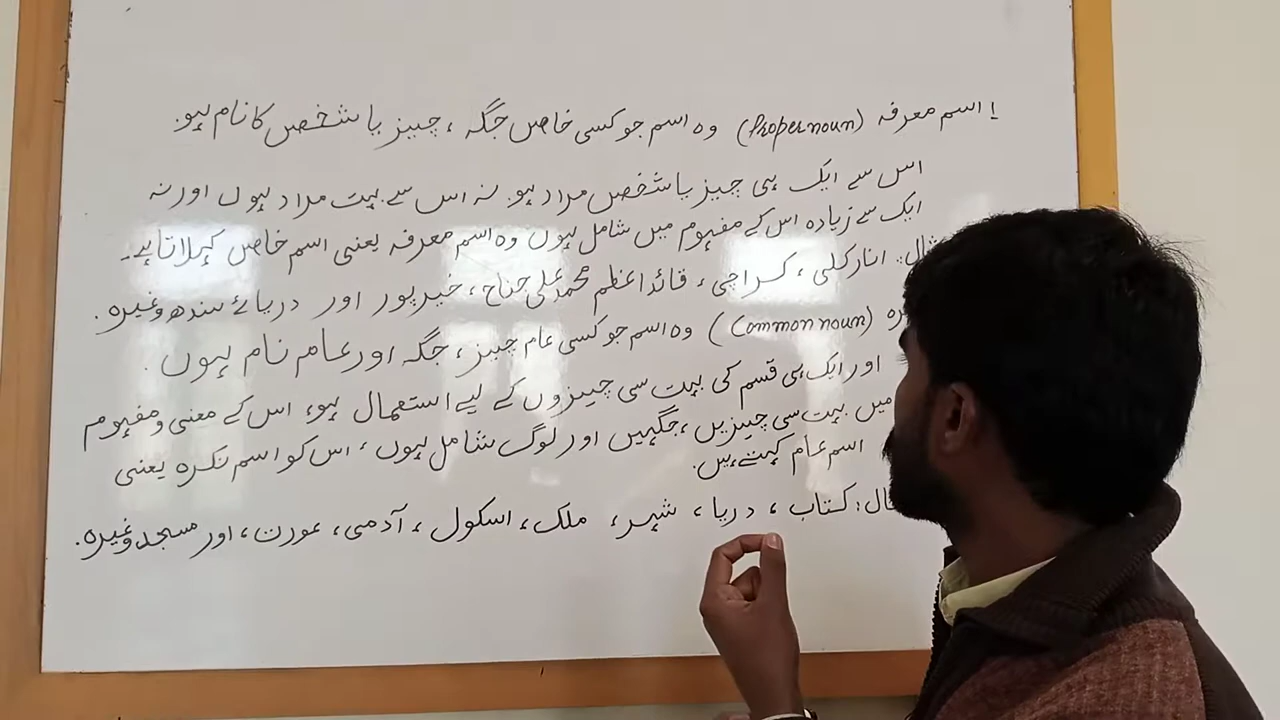 ۱ اسم معرفہ (Proper noun) وہ اسم جو کسی خاص جگہ، چیز یا شخص کا نام ہو.
اس سے ایک ہی چیز یا شخص مراد ہو. نہ اس سے بہت مراد ہوں اور نہ
ایک سے زیادہ اس کے مفہوم میں شامل ہوں وہ اسم معرفہ یعنی اسم خاص کہلاتا ہے۔
ثال:. انارکلی، کراچی، قائداعظم محمد علی جناح، خیرپور اور دریائے سندھ وغیرہ.
رہ (Common noun) وہ اسم جو کسی عام چیز، جگہ اور عام نام ہوں.
اور ایک ہی قسم کی بہت سی چیزوں کے لیے استعمال ہو، اس کے معنی و مفہوم
میں بہت سی چیزیں، جگہیں اور لوگ شامل ہوں، اس کو اسم نکرہ یعنی
اسم عام کہتے ہیں.
ثال: کتاب، دریا، شہر، ملک، اسکول، آدمی، عورت، اور مسجد وغیرہ.